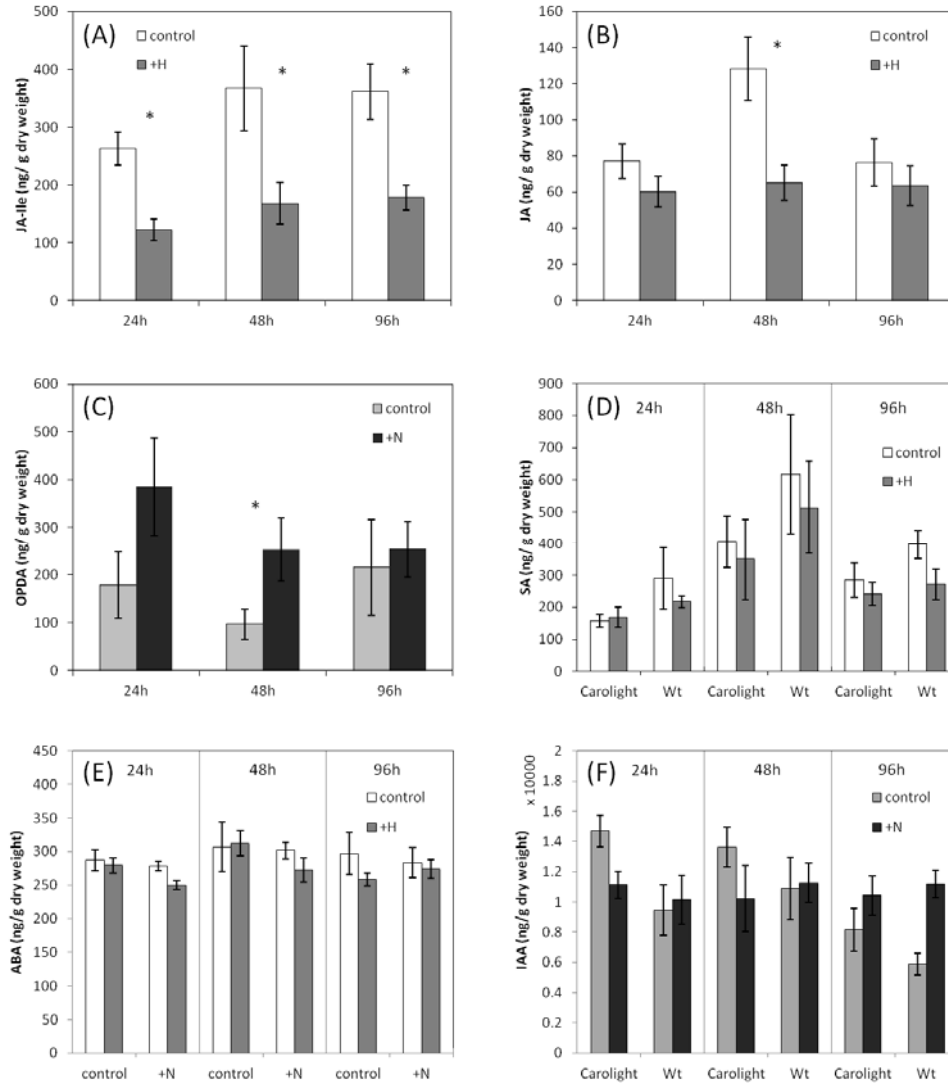 (A)
control
+H
JA-Ile (ng/ g dry weight)
500
400
300
200
100
0
*
*
*
24h 48h 96h
(B)
control
+H
JA (ng/ g dry weight)
160
140
120
100
80
60
40
20
0
*
24h 48h 96h
(C)
control
+N
OPDA (ng/ g dry weight)
600
500
400
300
200
100
0
*
24h 48h 96h
(D)
24h 48h 96h
control
+H
SA (ng/ g dry weight)
900
800
700
600
500
400
300
200
100
0
Carolight Wt Carolight Wt Carolight Wt
(E)
24h 48h 96h
control
+H
ABA (ng/g dry weight)
450
400
350
300
250
200
150
100
50
0
control +N control +N control +N
(F)
24h 48h 96h
control
+N
IAA (ng/g dry weight)
x 10000
2
1.8
1.6
1.4
1.2
1
0.8
0.6
0.4
0.2
0
Carolight Wt Carolight Wt Carolight Wt